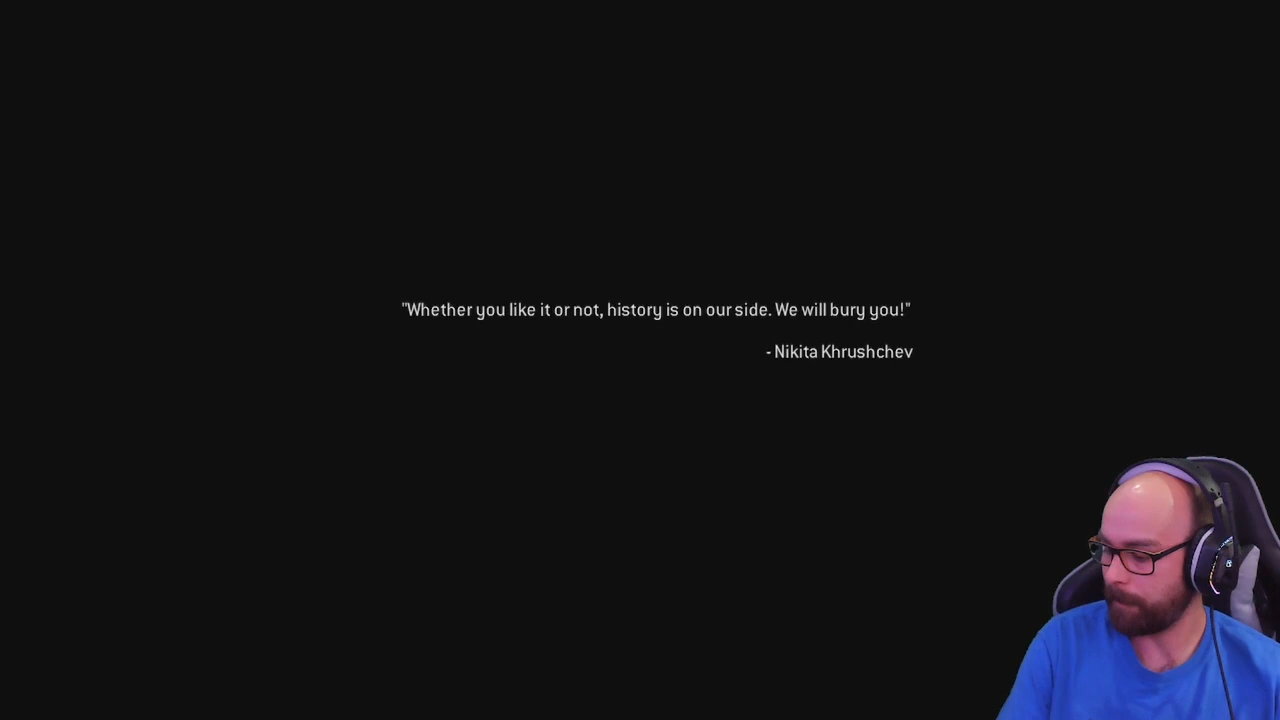 "Whether you like it or not, history is on our side. We will bury you!"
- Nikita Khrushchev